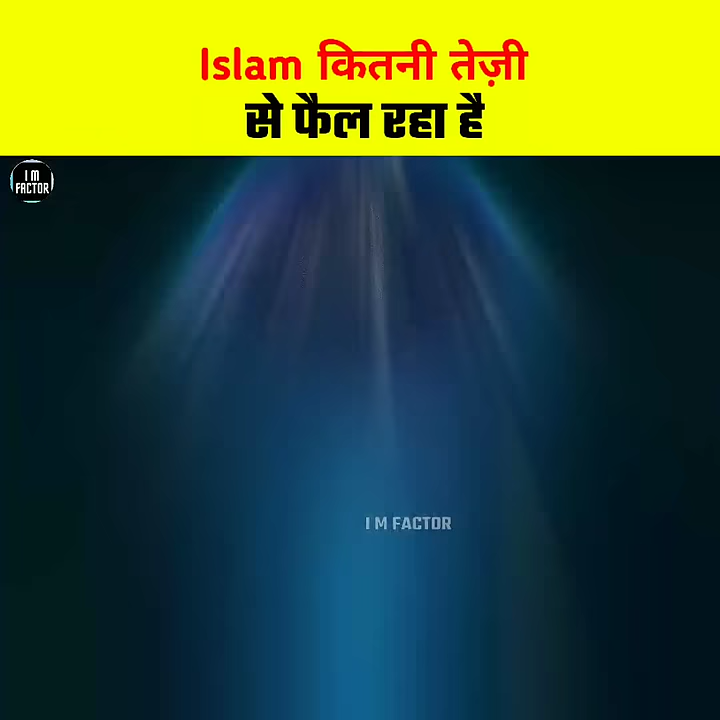 Islam कितनी तेज़ी
से फैल रहा है
I M
FACTOR
I M FACTOR